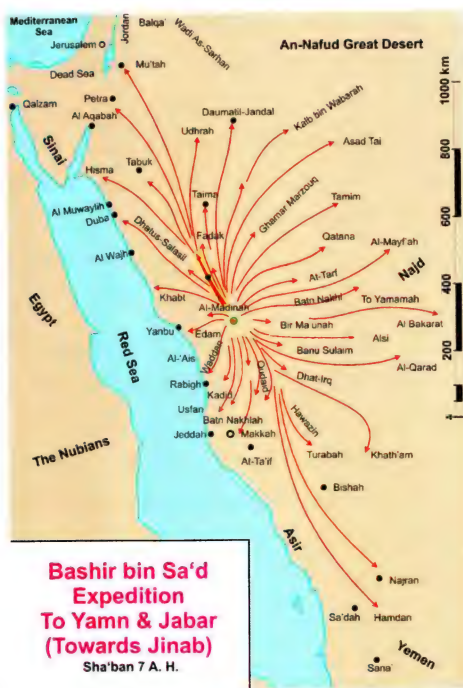 Mediterranean
Sea
Jordan
Balqa'
Wadi As-Sarhan
An-Nafud Great Desert
Jerusalem
Dead Sea
Mu'tah
Qalzam
Petra
Al Aqabah
Daumatil-Jandal
Udhrah
Kalb bin Wabarah
Asad Tai
Sinai
Hisma
Tabuk
Taima
Ghamar Marzouq
Tamim
Al Muwaylih
Duba
Dhatus-Salasil
Fadak
Qatana
Al-Mayf'ah
Al Wajh
At-Tarf
Najd
Egypt
Khabt
Al-Madinah
Batn Nakhl
To Yamamah
Red Sea
Yanbu
Edam
Bir Ma'unah
Al Bakarat
Waddan
Banu Sulaim
Alsi
Al-'Ais
Qudaid
Dhat-Irq
Al-Qarad
Rabigh
Kadid
Usfan
Hawazin
Batn Nakhlah
Jeddah
Makkah
The Nubians
Al-Ta'if
Turabah
Khath'am
Bishah
Asir
Najran
Sa'dah
Hamdan
Yemen
Sana'
1000 km
800
600
400
200
Bashir bin Sa'd
Expedition
To Yamn & Jabar
(Towards Jinab)
Sha'ban 7 A. H.